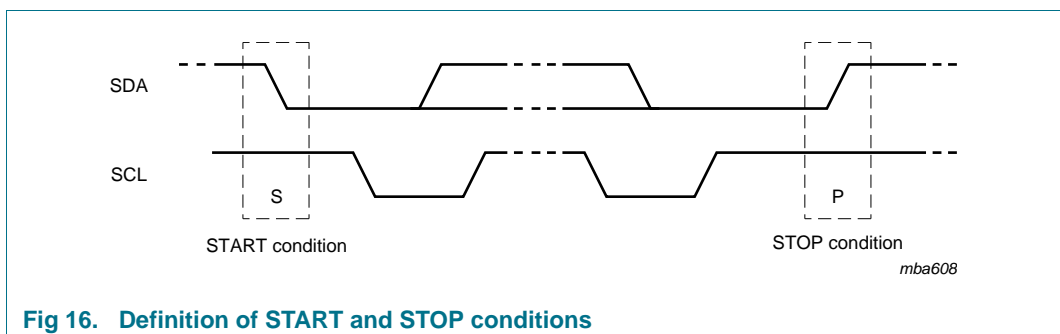 SDA
SCL
S
P
START condition
STOP condition
mba608
Fig 16. Definition of START and STOP conditions